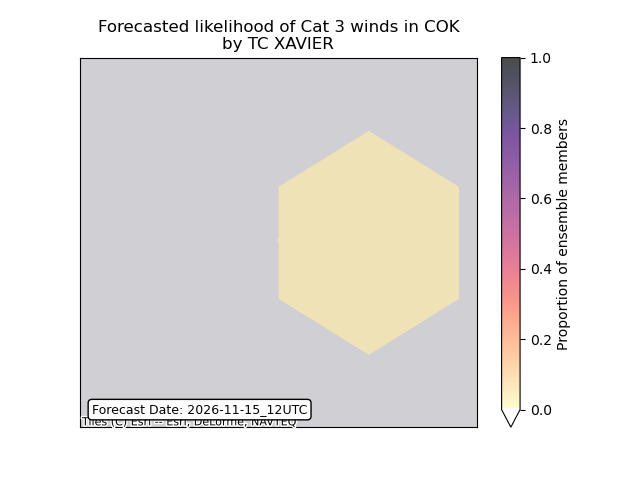 Forecasted likelihood of Cat 3 winds in COK
by TC XAVIER
1.0
0.8
0.6
0.4
0.2
0.0
Proportion of ensemble members
Forecast Date: 2026-11-15_12UTC
Tiles (C) Esri -- Esri, DeLorme, NAVTEQ